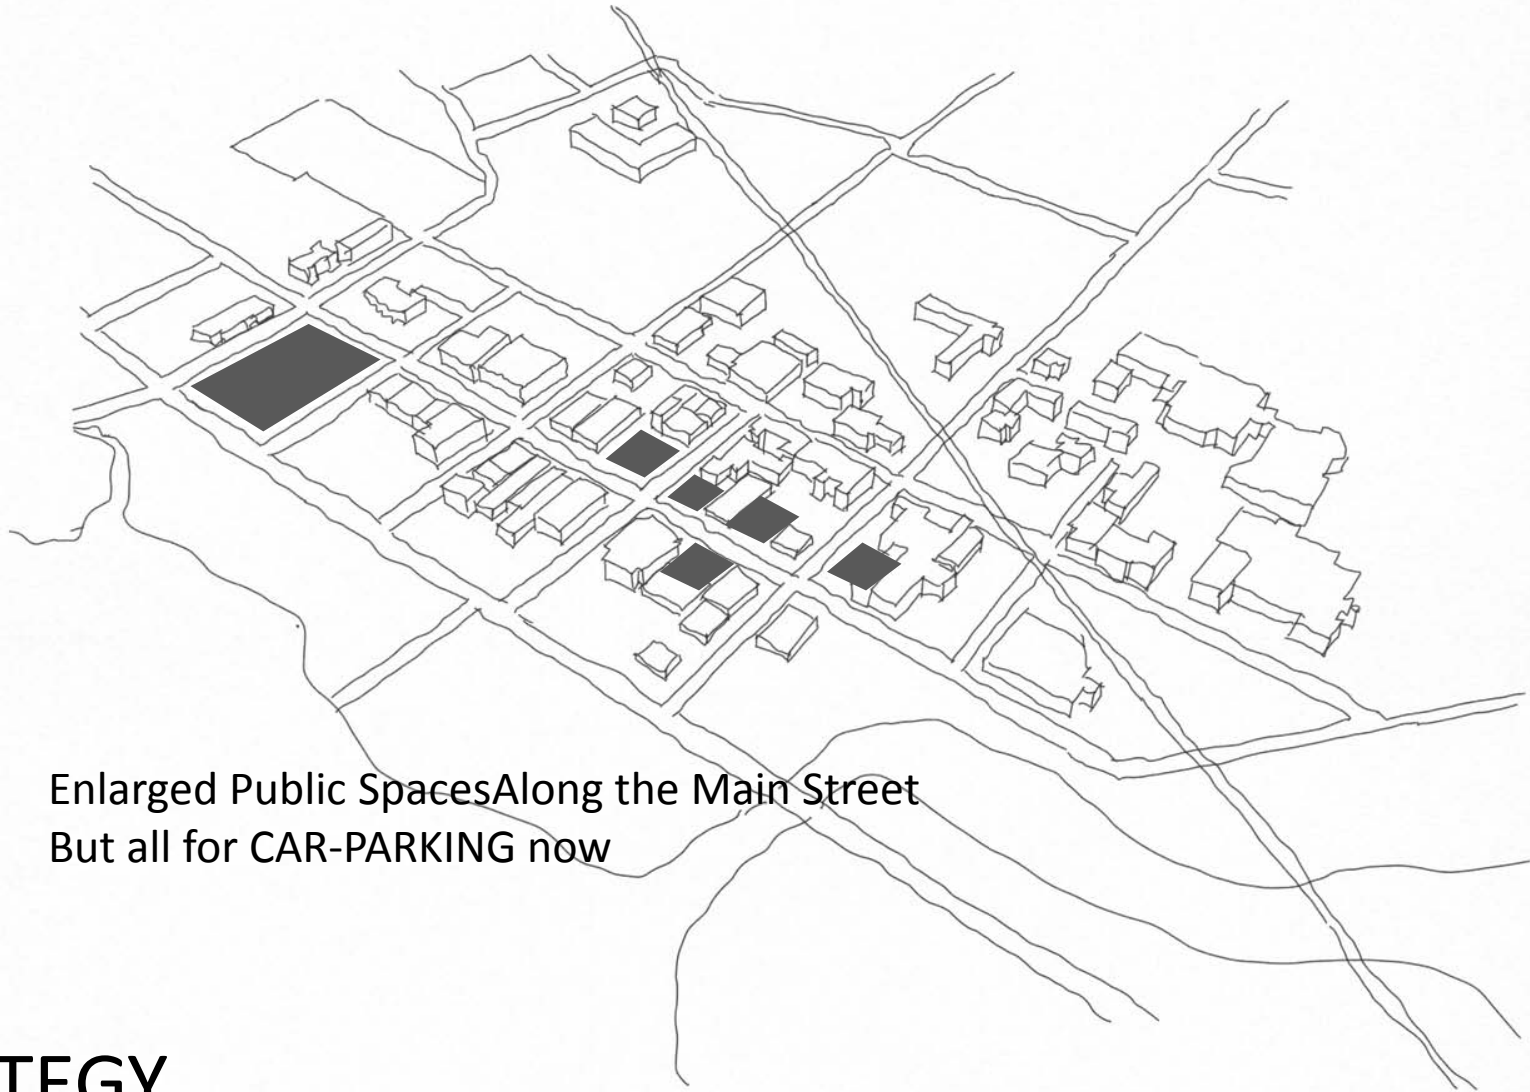 Enlarged Public SpacesAlong the Main Street
But all for CAR-PARKING now
TEGY